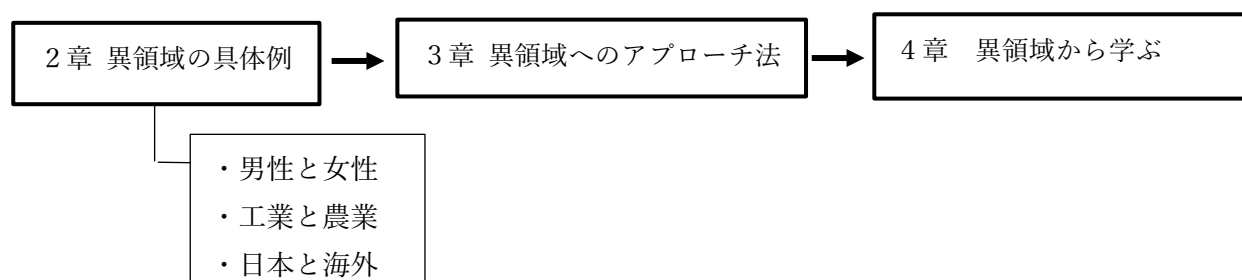 ２章 異領域の具体例
３章 異領域へのアプローチ法
４章　異領域から学ぶ
・男性と女性
・工業と農業
・日本と海外